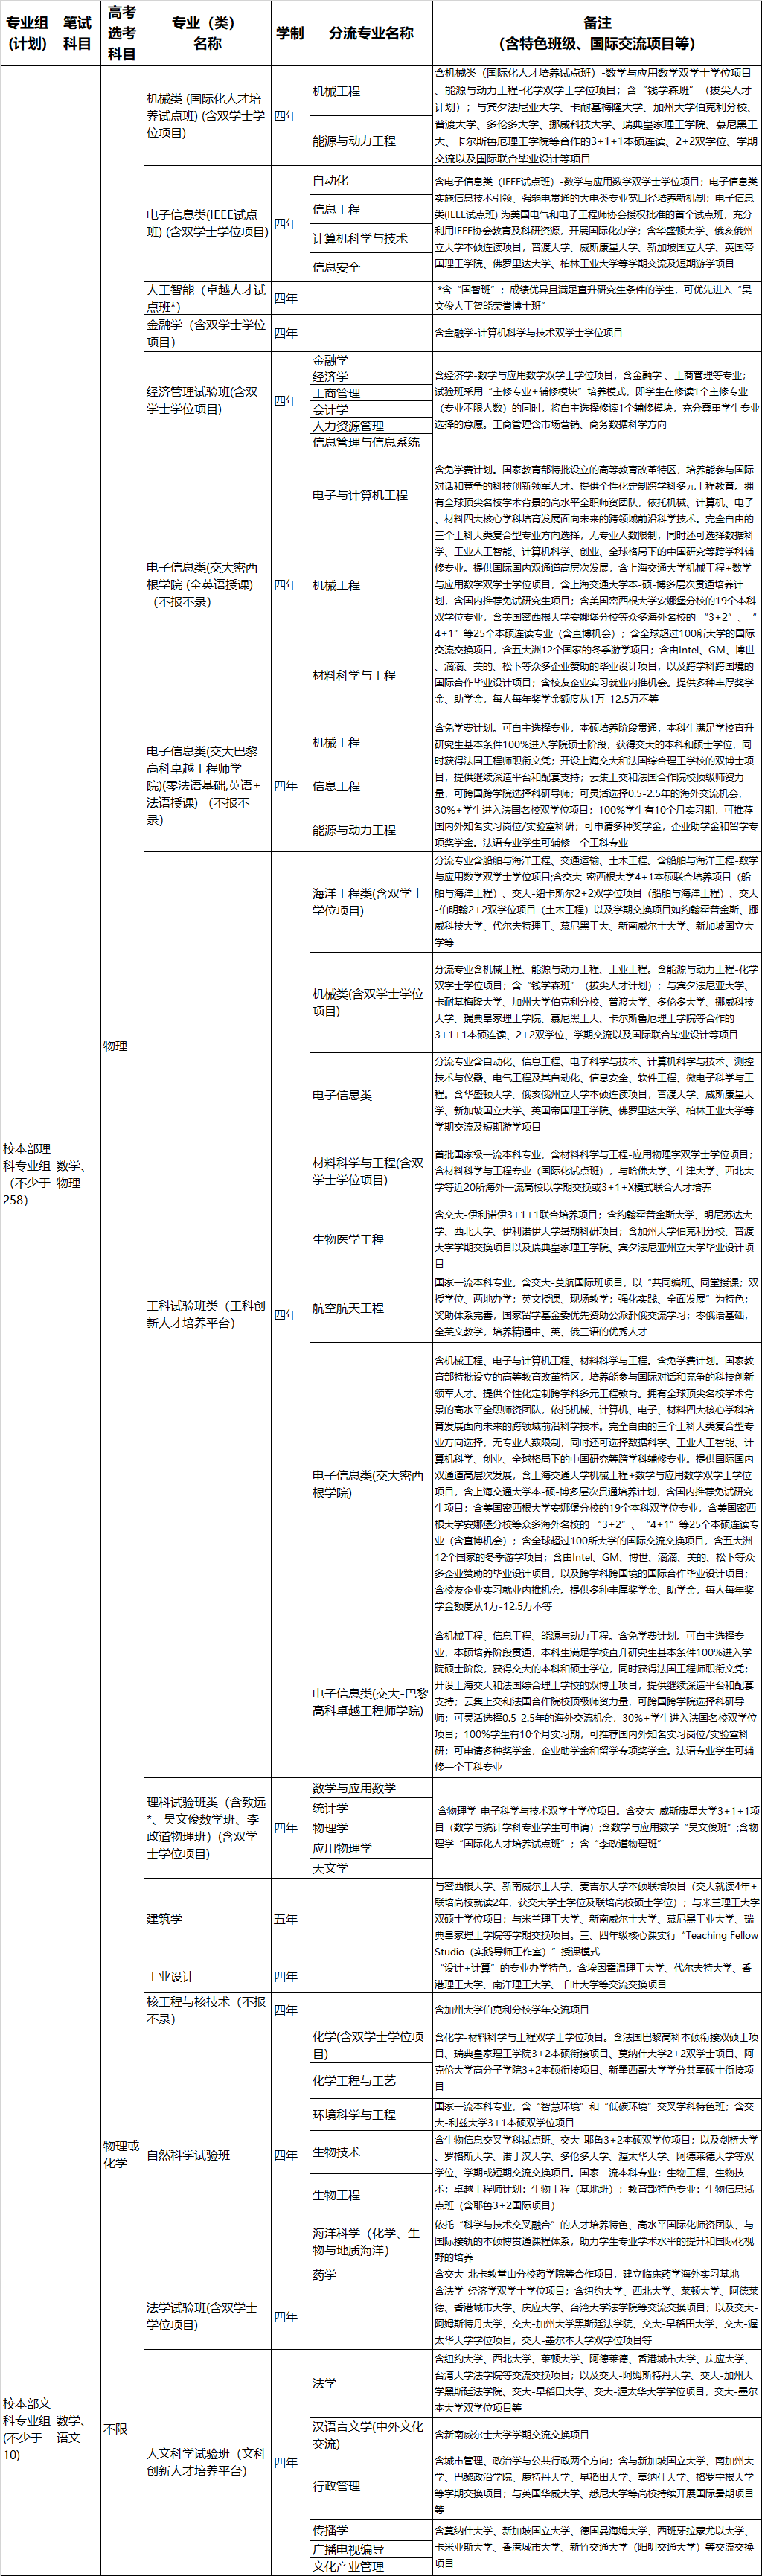 专业组
(计划)
笔试
科目
高考
选考
科目
专业（类）
名称
学制
分流专业名称
备注
（含特色班级、国际交流项目等）
校本部理
科专业组
（不少于
258）
数学、
物理
物理
机械类 (国际化人才培
养试点班) (含双学士学
位项目)
四年
机械工程
能源与动力工程
含机械类（国际化人才培养试点班）-数学与应用数学双学士学位项目
、能源与动力工程-化学双学士学位项目；含“钱学森班”（拔尖人才
计划）；与宾夕法尼亚大学、卡耐基梅隆大学、加州大学伯克利分校、
普渡大学、多伦多大学、挪威科技大学、瑞典皇家理工学院、慕尼黑工
大、卡尔斯鲁厄理工学院等合作的3+1+1本硕连读、2+2双学位、学期
交流以及国际联合毕业设计等项目
电子信息类(IEEE试点
班) (含双学士学位项目)
四年
自动化
信息工程
计算机科学与技术
信息安全
含电子信息类（IEEE试点班）-数学与应用数学双学士学位项目；电子信息类
实施信息技术引领、强弱电贯通的大电类专业宽口径培养新机制；电子信息
类(IEEE试点班) 为美国电气和电子工程师协会授权批准的首个试点班，充分
利用IEEE协会教育及科研资源，开展国际化办学；含华盛顿大学、俄亥俄州
立大学本硕连读项目，普渡大学、威斯康星大学、新加坡国立大学、英国帝
国理工学院、佛罗里达大学、柏林工业大学等学期交流及短期游学项目
人工智能（卓越人才试
点班*）
四年
*含“国智班”；成绩优异且满足直升研究生条件的学生，可优先进入“吴
文俊人工智能荣誉博士班”
金融学（含双学士学位
项目）
四年
含金融学-计算机科学与技术双学士学位项目
经济管理试验班(含双
学士学位项目)
四年
金融学
经济学
工商管理
会计学
人力资源管理
信息管理与信息系统
含经济学-数学与应用数学双学士学位项目，含金融学 、工商管理等专业；
试验班采用“主修专业+辅修模块”培养模式，即学生在修读1个主修专业
（专业不限人数）的同时，将自主选择修读1个辅修模块，充分尊重学生专业
选择的意愿。工商管理含市场营销、商务数据科学方向
电子信息类(交大密西
根学院 (全英语授课)
（不报不录）
四年
电子与计算机工程
机械工程
材料科学与工程
含免学费计划。国家教育部特批设立的高等教育改革特区，培养能参与国际
对话和竞争的科技创新领军人才。提供个性化定制跨学科多元工程教育。拥
有全球顶尖名校学术背景的高水平全职师资团队，依托机械、计算机、电子
、材料四大核心学科培育发展面向未来的跨领域前沿科学技术。完全自由的
三个工科大类复合型专业方向选择，无专业人数限制，同时还可选择数据科
学、工业人工智能、计算机科学、创业、全球格局下的中国研究等跨学科辅
修专业。提供国际国内双通道高层次发展，含上海交通大学机械工程+数学
与应用数学双学士学位项目，含上海交通大学本-硕-博多层次贯通培养计
划，含国内推荐免试研究生项目；含美国密西根大学安娜堡分校的19个本科
双学位专业，含美国密西根大学安娜堡分校等众多海外名校的 “3+2”、“
4+1”等25个本硕连读专业（含直博机会）；含全球超过100所大学的国际
交流交换项目，含五大洲12个国家的冬季游学项目；含由Intel、GM、博世
、滴滴、美的、松下等众多企业赞助的毕业设计项目，以及跨学科跨国境的
国际合作毕业设计项目；含校友企业实习就业内推机会。提供多种丰厚奖学
金、助学金，每人每年奖学金额度从1万-12.5万不等
电子信息类(交大巴黎
高科卓越工程师学
院)(零法语基础,英语+
法语授课) （不报不
录）
四年
机械工程
信息工程
能源与动力工程
含免学费计划。可自主选择专业，本硕培养阶段贯通，本科生满足学校直升
研究生基本条件100%进入学院硕士阶段，获得交大的本科和硕士学位，同
时获得法国工程师职衔文凭；开设上海交大和法国综合理工学校的双博士项
目，提供继续深造平台和配套支持；云集上交和法国合作院校顶级师资力
量，可跨国跨学院选择科研导师；可灵活选择0.5-2.5年的海外交流机会，
30%+学生进入法国名校双学位项目；100%学生有10个月实习期，可推荐
国内外知名实习岗位/实验室科研；可申请多种奖学金，企业助学金和留学专
项奖学金。法语专业学生可辅修一个工科专业
工科试验班类（工科创
新人才培养平台）
四年
海洋工程类(含双学士
学位项目)
分流专业含船舶与海洋工程、交通运输、土木工程。含船舶与海洋工程-数学
与应用数学双学士学位项目;含交大-密西根大学4+1本硕联合培养项目（船
舶与海洋工程）、交大-纽卡斯尔2+2双学位项目（船舶与海洋工程）、交大
-伯明翰2+2双学位项目（土木工程）以及学期交换项目如约翰霍普金斯、挪
威科技大学、代尔夫特理工、慕尼黑工大、新南威尔士大学、新加坡国立大
学等
机械类(含双学士学位
项目)
分流专业含机械工程、能源与动力工程、工业工程。含能源与动力工程-化学
双学士学位项目；含“钱学森班”（拔尖人才计划）；与宾夕法尼亚大学、
卡耐基梅隆大学、加州大学伯克利分校、普渡大学、多伦多大学、挪威科技
大学、瑞典皇家理工学院、慕尼黑工大、卡尔斯鲁厄理工学院等合作的
3+1+1本硕连读、2+2双学位、学期交流以及国际联合毕业设计等项目
电子信息类
分流专业含自动化、信息工程、电子科学与技术、计算机科学与技术、测控
技术与仪器、电气工程及其自动化、信息安全、软件工程、微电子科学与工
程。含华盛顿大学、俄亥俄州立大学本硕连读项目，普渡大学、威斯康星大
学、新加坡国立大学、英国帝国理工学院、佛罗里达大学、柏林工业大学等
学期交流及短期游学项目
材料科学与工程(含双
学士学位项目)
首批国家级一流本科专业，含材料科学与工程-应用物理学双学士学位项目；
含材料科学与工程专业（国际化试点班），与哈佛大学、牛津大学、西北大
学等近20所海外一流高校以学期交换或3+1+X模式联合人才培养
生物医学工程
含交大-伊利诺伊3+1+1联合培养项目；含约翰霍普金斯大学、明尼苏达大
学、西北大学、伊利诺伊大学暑期科研项目；含加州大学伯克利分校、普渡
大学学期交换项目以及瑞典皇家理工学院、宾夕法尼亚州立大学毕业设计项
目
航空航天工程
国家一流本科专业。含交大-莫航国际班项目，以“共同编班、同堂授课；双
授学位、两地办学；英文授课、现场教学；强化实践、全面发展”为特色；
奖助体系完善，国家留学基金委优先资助公派赴俄交流学习；零俄语基础，
全英文教学，培养精通中、英、俄三语的优秀人才
电子信息类(交大密西
根学院)
含机械工程、电子与计算机工程、材料科学与工程。含免学费计划。国家教
育部特批设立的高等教育改革特区，培养能参与国际对话和竞争的科技创新
领军人才。提供个性化定制跨学科多元工程教育。拥有全球顶尖名校学术背
景的高水平全职师资团队，依托机械、计算机、电子、材料四大核心学科培
育发展面向未来的跨领域前沿科学技术。完全自由的三个工科大类复合型专
业方向选择，无专业人数限制，同时还可选择数据科学、工业人工智能、计
算机科学、创业、全球格局下的中国研究等跨学科辅修专业。提供国际国内
双通道高层次发展，含上海交通大学机械工程+数学与应用数学双学士学位
项目，含上海交通大学本-硕-博多层次贯通培养计划，含国内推荐免试研究
生项目；含美国密西根大学安娜堡分校的19个本科双学位专业，含美国密西
根大学安娜堡分校等众多海外名校的 “3+2”、“4+1”等25个本硕连读专
业（含直博机会）；含全球超过100所大学的国际交流交换项目，含五大洲
12个国家的冬季游学项目；含由Intel、GM、博世、滴滴、美的、松下等众
多企业赞助的毕业设计项目，以及跨学科跨国境的国际合作毕业设计项目；
含校友企业实习就业内推机会。提供多种丰厚奖学金、助学金，每人每年奖
学金额度从1万-12.5万不等
电子信息类(交大-巴黎
高科卓越工程师学院)
含机械工程、信息工程、能源与动力工程。含免学费计划。可自主选择专
业，本硕培养阶段贯通，本科生满足学校直升研究生基本条件100%进入学
院硕士阶段，获得交大的本科和硕士学位，同时获得法国工程师职衔文凭；
开设上海交大和法国综合理工学校的双博士项目，提供继续深造平台和配套
支持；云集上交和法国合作院校顶级师资力量，可跨国跨学院选择科研导
师；可灵活选择0.5-2.5年的海外交流机会，30%+学生进入法国名校双学位
项目；100%学生有10个月实习期，可推荐国内外知名实习岗位/实验室科
研；可申请多种奖学金，企业助学金和留学专项奖学金。法语专业学生可辅
修一个工科专业
理科试验班类（含致远
*、吴文俊数学班、李
政道物理班）(含双学
士学位项目)
四年
数学与应用数学
统计学
物理学
应用物理学
天文学
含物理学-电子科学与技术双学士学位项目。含交大-威斯康星大学3+1+1项
目（数学与统计学科专业学生可申请）;含数学与应用数学“吴文俊班”;含物
理学“国际化人才培养试点班”；含“李政道物理班”
建筑学
五年
与密西根大学、新南威尔士大学、麦吉尔大学本硕联培项目（交大就读4年+
联培高校就读2年，获交大学士学位及联培高校硕士学位）；与米兰理工大学
双硕士学位项目；与米兰理工大学、新南威尔士大学、慕尼黑工业大学、瑞
典皇家理工学院等学期交换项目。三、四年级核心课实行“Teaching Fellow
Studio（实践导师工作室）”授课模式
工业设计
四年
“设计+计算”的专业办学特色，含埃因霍温理工大学、代尔夫特大学、香
港理工大学、南洋理工大学、千叶大学等交流交换项目
核工程与核技术（不报
不录）
四年
含加州大学伯克利分校学年交流项目
物理或
化学
自然科学试验班
四年
化学(含双学士学位项
目)
化学工程与工艺
含化学-材料科学与工程双学士学位项目。含法国巴黎高科本硕衔接双硕士项
目、瑞典皇家理工学院3+2本硕衔接项目、莫纳什大学2+2双学士项目、阿
克伦大学高分子学院3+2本硕衔接项目、新墨西哥大学学分共享硕士衔接项
目
环境科学与工程
国家一流本科专业，含“智慧环境”和“低碳环境”交叉学科特色班；含交
大-利兹大学3+1本硕双学位项目
生物技术
生物工程
含生物信息交叉学科试点班、交大-耶鲁3+2本硕双学位项目；以及剑桥大学
、罗格斯大学、诺丁汉大学、多伦多大学、渥太华大学、阿德莱德大学等双
学位、学期或短期交流交换项目。国家一流本科专业：生物工程、生物技
术；卓越工程师计划：生物工程（基地班）；教育部特色专业：生物信息试
点班（含耶鲁3+2国际项目）
海洋科学（化学、生
物与地质海洋）
依托“科学与技术交叉融合”的人才培养特色、高水平国际化师资团队、与
国际接轨的本硕博贯通课程体系，助力学生专业学术水平的提升和国际化视
野的培养
药学
含交大-北卡教堂山分校药学院等合作项目，建立临床药学海外实习基地
校本部文
科专业组
(不少于
10)
数学、
语文
不限
法学试验班(含双学士
学位项目)
四年
含法学-经济学双学士学位项目；含纽约大学、西北大学、莱顿大学、阿德莱
德、香港城市大学、庆应大学、台湾大学法学院等交流交换项目；以及交大-
阿姆斯特丹大学、交大-加州大学黑斯廷法学院、交大-早稻田大学、交大-渥
太华大学学位项目，交大-墨尔本大学双学位项目等
人文科学试验班（文科
创新人才培养平台）
四年
法学
含纽约大学、西北大学、莱顿大学、阿德莱德、香港城市大学、庆应大学、
台湾大学法学院等交流交换项目；以及交大-阿姆斯特丹大学、交大-加州大
学黑斯廷法学院、交大-早稻田大学、交大-渥太华大学学位项目，交大-墨尔
本大学双学位项目等
汉语言文学(中外文化
交流)
含新南威尔士大学学期交流交换项目
行政管理
含城市管理、政治学与公共行政两个方向；含与新加坡国立大学、南加州大
学、巴黎政治学院、鹿特丹大学、早稻田大学、莫纳什大学、格罗宁根大学
等学期交换项目；与英国华威大学、悉尼大学等高校持续开展国际暑期项目
等
传播学
广播电视编导
文化产业管理
含莫纳什大学、新加坡国立大学、德国曼海姆大学、西班牙拉蒙尤以大学、
卡米亚斯大学、香港城市大学、新竹交通大学（阳明交通大学）等交流交换
项目